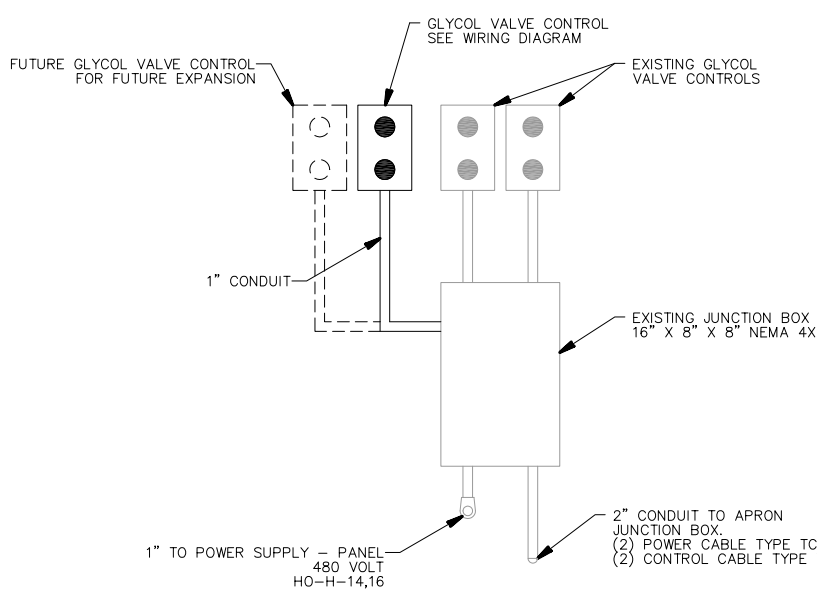 GLYCOL VALVE CONTROL
SEE WIRING DIAGRAM
FUTURE GLYCOL VALVE CONTROL
FOR FUTURE EXPANSION
EXISTING GLYCOL
VALVE CONTROLS
1" CONDUIT
EXISTING JUNCTION BOX
16" X 8" X 8" NEMA 4X
1" TO POWER SUPPLY – PANEL
480 VOLT
HO-H-14,16
2" CONDUIT TO APRON
JUNCTION BOX.
(2) POWER CABLE TYPE TC
(2) CONTROL CABLE TYPE